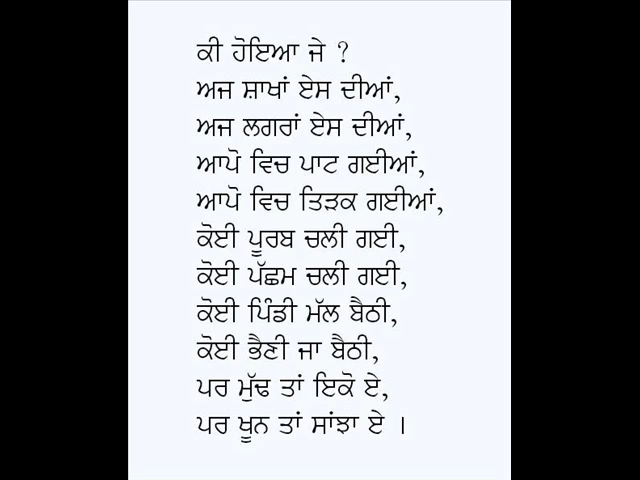 ਕੀ ਹੋਇਆ ਜੇ ?
ਅਜ ਸ਼ਾਖਾਂ ਏਸ ਦੀਆਂ,
ਅਜ ਲਗਰਾਂ ਏਸ ਦੀਆਂ,
ਆਪੋ ਵਿਚ ਪਾਟ ਗਈਆਂ,
ਆਪੋ ਵਿਚ ਤਿੜਕ ਗਈਆਂ,
ਕੋਈ ਪੂਰਬ ਚਲੀ ਗਈ,
ਕੋਈ ਪੱਛਮ ਚਲੀ ਗਈ,
ਕੋਈ ਪਿੰਡੀ ਮੱਲ ਬੈਠੀ,
ਕੋਈ ਭੈਣੀ ਜਾ ਬੈਠੀ,
ਪਰ ਮੁੱਢ ਤਾਂ ਇਕੋ ਏ,
ਪਰ ਖੂਨ ਤਾਂ ਸਾਂਝਾ ਏ ।